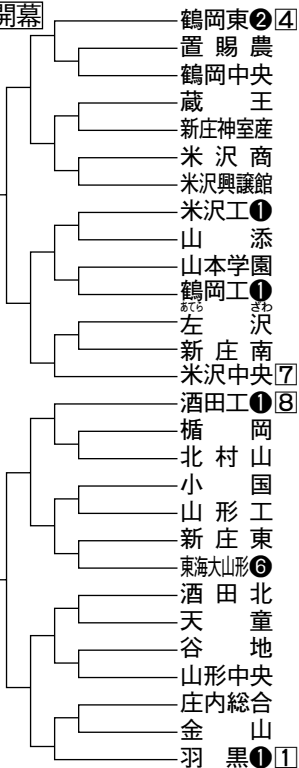 開幕
鶴岡東❷4
置賜農
鶴岡中央
蔵王
新庄神室産
米沢商
米沢興譲館
米沢工❶
山添
山本学園
鶴岡工❶
あてら ざわ
左沢
新庄南
米沢中央7
酒田工❶8
楯岡
北村山
小国
山形工
新庄東
東海大山形❻
酒田北
天童
谷地
山形中央
庄内総合
金山
羽黒❶1